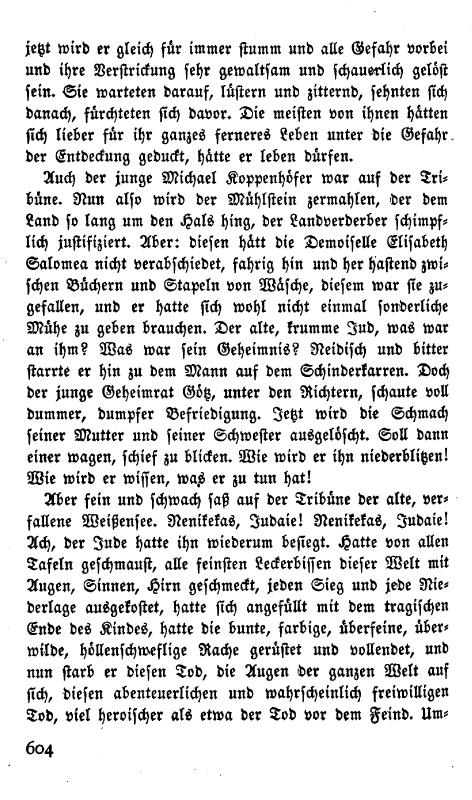 jetzt wird er gleich für immer stumm und alle Gefahr vorbei
und ihre Verstrickung sehr gewaltsam und schauerlich gelöst
sein. Sie warteten darauf, lüstern und zitternd, sehnten sich
danach, fürchteten sich davor. Die meisten von ihnen hätten
sich lieber für ihr ganzes ferneres Leben unter die Gefahr
der Entdeckung geduckt, hätte er leben dürfen.
Auch der junge Michael Koppenhöfer war auf der Tri-
büne. Nun also wird der Mühlstein zermahlen, der dem
Land so lang um den Hals hing, der Landverderber schimpf-
lich justifiziert. Aber: diesen hätt die Demoiselle Elisabeth
Salomea nicht verabschiedet, fahrig hin und her hastend zwi-
schen Büchern und Stapeln von Wäsche, diesem war sie zu-
gefallen, und er hatte sich wohl nicht einmal sonderliche
Mühe zu geben brauchen. Der alte, krumme Jud, was war
an ihm? Was war sein Geheimnis? Neidisch und bitter
starrte er hin zu dem Mann auf dem Schinderkarren. Doch
der junge Geheimrat Götz, unter den Richtern, schaute voll
dummer, dumpfer Befriedigung. Jetzt wird die Schmach
seiner Mutter und seiner Schwester ausgelöscht. Soll dann
einer wagen, schief zu blicken. Wie wird er ihn niederblitzen!
Wie wird er wissen, was er zu tun hat!
Aber fein und schwach saß auf der Tribüne der alte, ver-
fallene Weißensee. Nenikekas, Judaie! Nenikekas, Judaie!
Ach, der Jude hatte ihn wiederum besiegt. Hatte von allen
Tafeln geschmaust, alle feinsten Leckerbissen dieser Welt mit
Augen, Sinnen, Hirn geschmeckt, jeden Sieg und jede Nie-
derlage ausgekostet, hatte sich angefüllt mit dem tragischen
Ende des Kindes, hatte die bunte, farbige, überfeine, über-
wilde, höllenschweflige Rache gerüstet und vollendet, und
nun starb er diesen Tod, die Augen der ganzen Welt auf
sich, diesen abenteuerlichen und wahrscheinlich freiwilligen
Tod, viel heroischer als etwa der Tod vor dem Feind. Um-
604